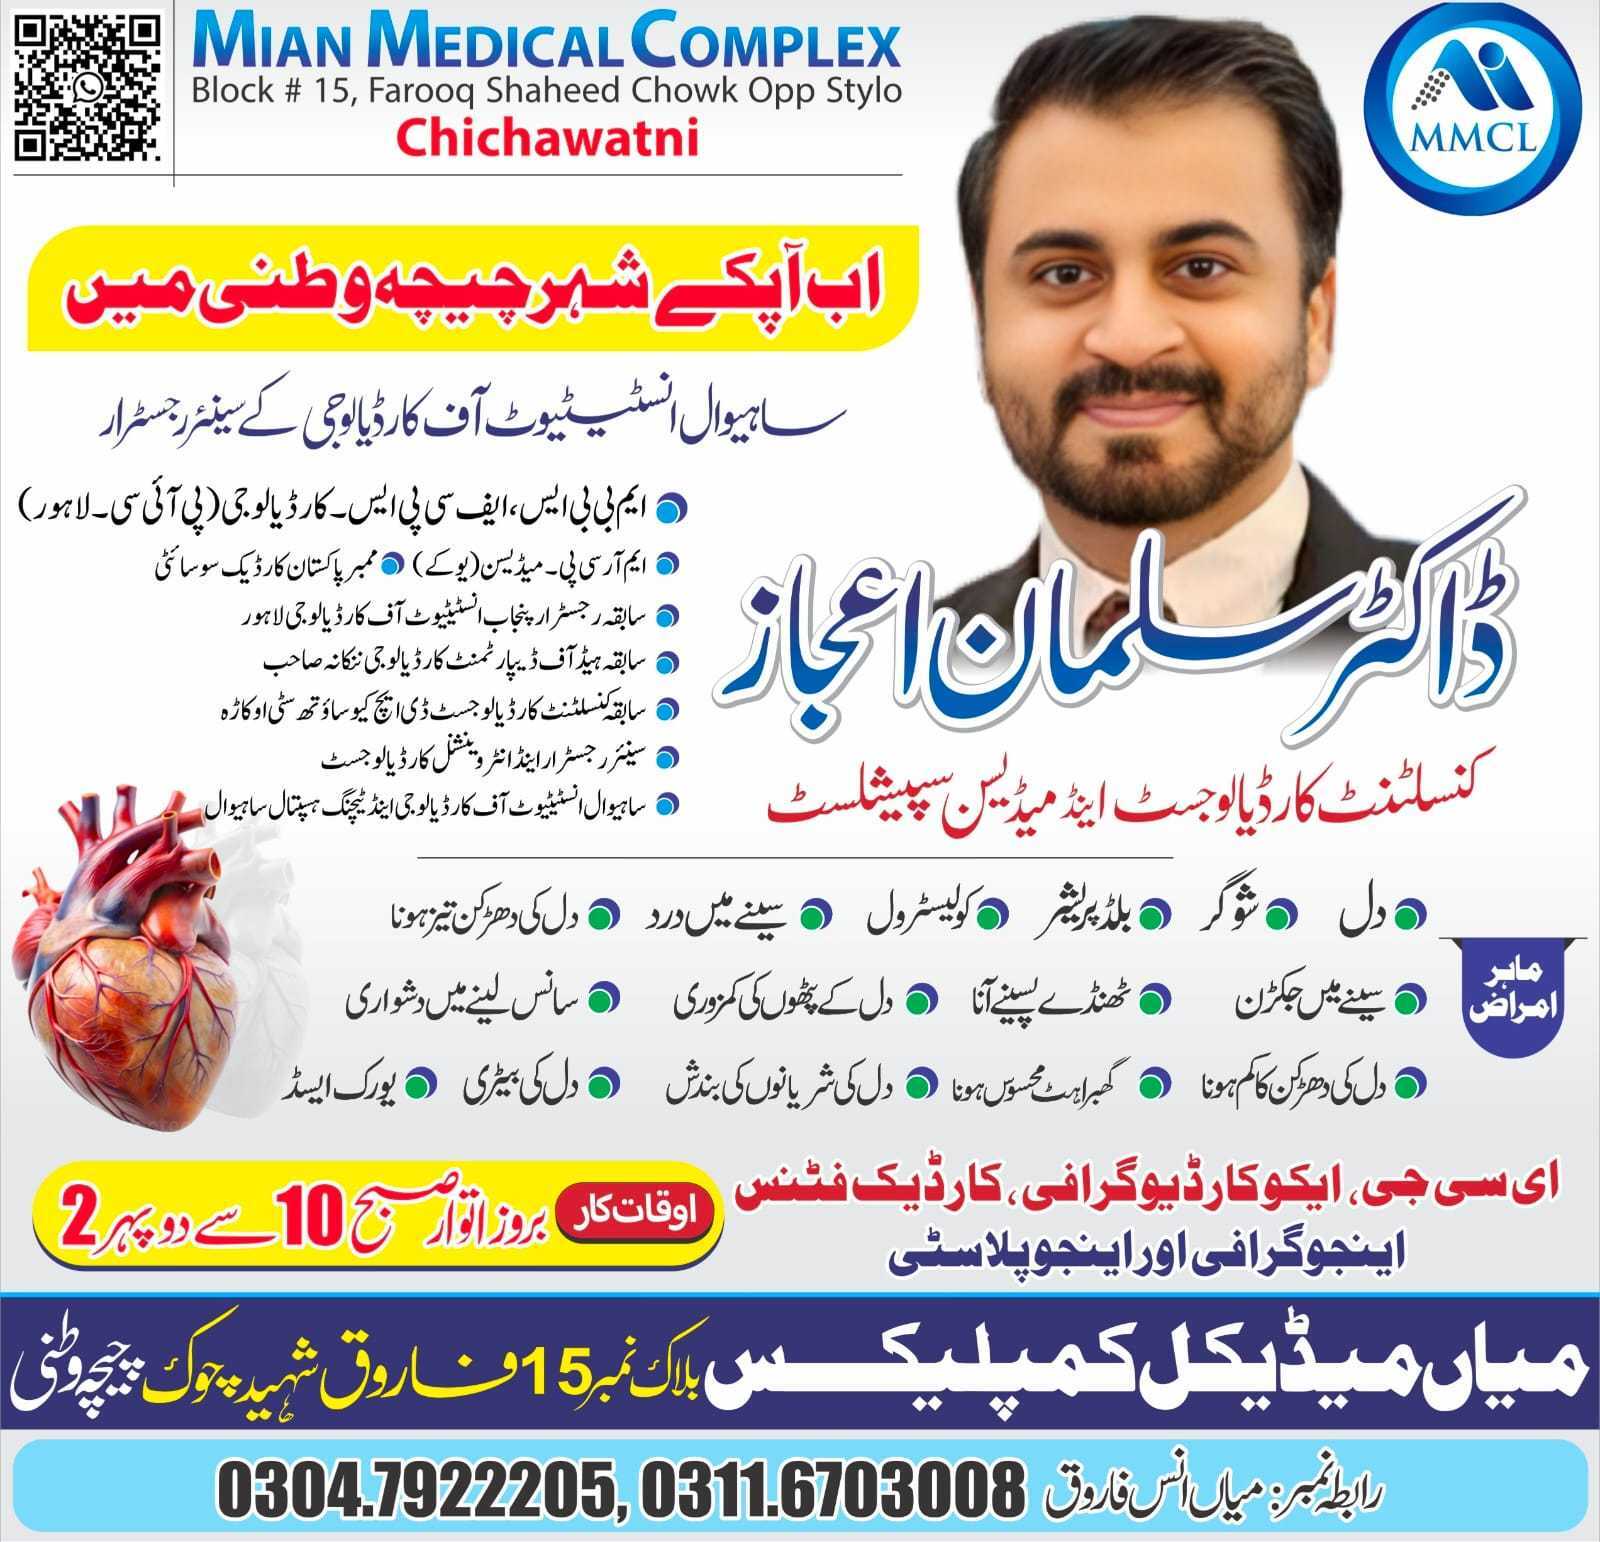 MIAN MEDICAL COMPLEX
Block # 15, Farooq Shaheed Chowk Opp Stylo
Chichawatni
MMCL
اب آپکے شہر چیچہ وطنی میں
ساہیوال انسٹیٹیوٹ آف کارڈیالوجی کے سینئر رجسٹرار
ایم بی بی ایس، ایف سی پی ایس۔ کارڈیالوجی (پی آئی سی۔ لاہور)
ایم آر سی پی۔ میڈیسن (یو کے) ممبر پاکستان کارڈیک سوسائٹی
سابقہ رجسٹرار پنجاب انسٹیٹیوٹ آف کارڈیالوجی لاہور
سابقہ ہیڈ آف ڈیپارٹمنٹ کارڈیالوجی ننکانہ صاحب
سابقہ کنسلٹنٹ کارڈیالوجسٹ ڈی ایچ کیو ساؤتھ سٹی اوکاڑہ
سینئر رجسٹرار اینڈ انٹروینشنل کارڈیالوجسٹ
ساہیوال انسٹیٹیوٹ آف کارڈیالوجی اینڈ ٹیچنگ ہسپتال ساہیوال
ڈاکٹر سلمان اعجاز
کنسلٹنٹ کارڈیالوجسٹ اینڈ میڈیسن سپیشلسٹ
ماہر
امراض
دل شوگر بلڈ پریشر کولیسٹرول سینے میں درد دل کی دھڑکن تیز ہونا
سینے میں جکڑن ٹھنڈے پسینے آنا دل کے پٹھوں کی کمزوری سانس لینے میں دشواری
دل کی دھڑکن کا کم ہونا گھبراہٹ محسوس ہونا دل کی شریانوں کی بندش دل کی بیٹری یورک ایسڈ
ای سی جی، ایکو کارڈیوگرافی، کارڈیک فٹنس
اینجوگرافی اور اینجوپلاسٹی
اوقات کار بروز اتوار صبح 10 سے دوپہر 2
میاں میڈیکل کمپلیکس بلاک نمبر 15 فاروق شہید چوک چیچہ وطنی
رابطہ نمبر: میاں انس فاروق 0304.7922205, 0311.6703008